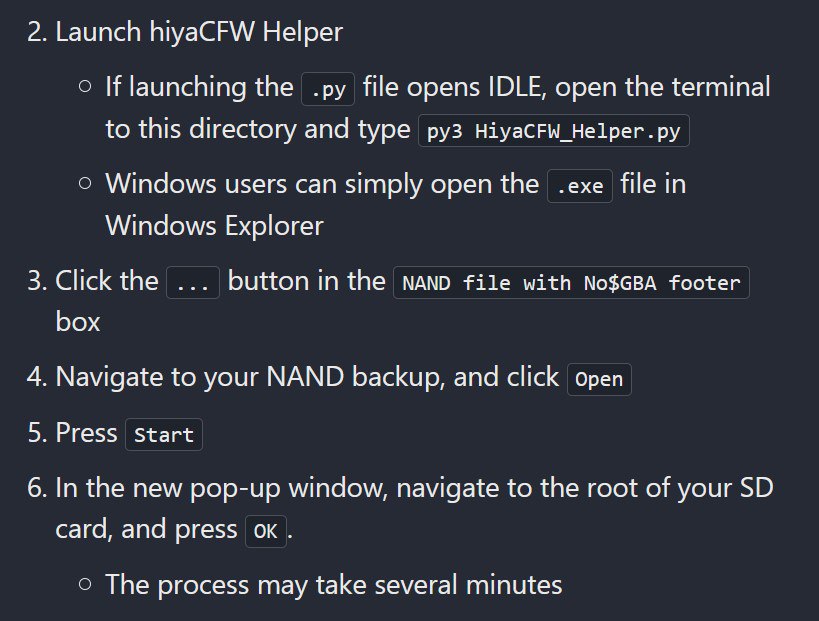 2. Launch hiyaCFW Helper
○ If launching the .py file opens IDLE, open the terminal
to this directory and type py3 HiyaCFW_Helper.py
○ Windows users can simply open the .exe file in
Windows Explorer
3. Click the ... button in the NAND file with No$GBA footer
box
4. Navigate to your NAND backup, and click Open
5. Press Start
6. In the new pop-up window, navigate to the root of your SD
card, and press OK.
○ The process may take several minutes